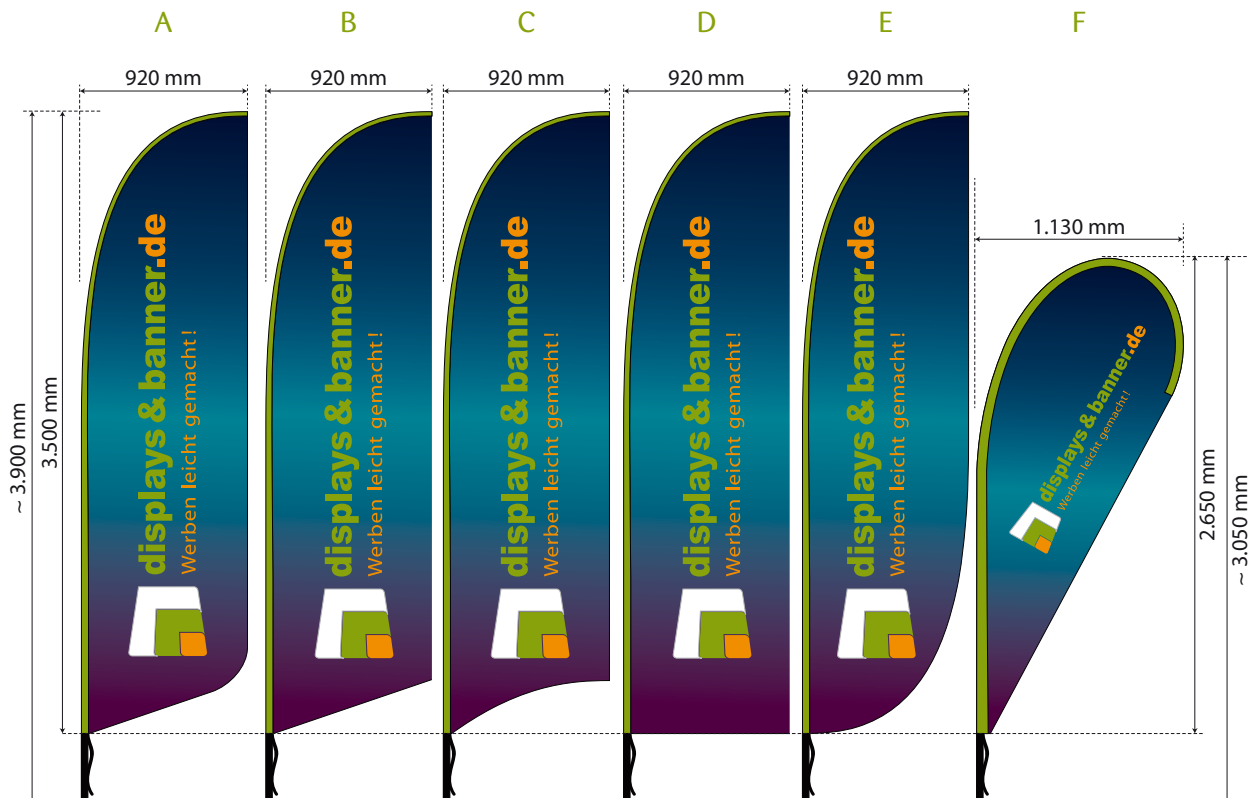 A
B
C
D
E
F
920 mm
920 mm
920 mm
920 mm
920 mm
1.130 mm
~ 3.900 mm
3.500 mm
displays & banner.de
Werben leicht gemacht!
displays & banner.de
Werben leicht gemacht!
displays & banner.de
Werben leicht gemacht!
displays & banner.de
Werben leicht gemacht!
displays & banner.de
Werben leicht gemacht!
displays & banner.de
Werben leicht gemacht!
2.650 mm
~ 3.050 mm